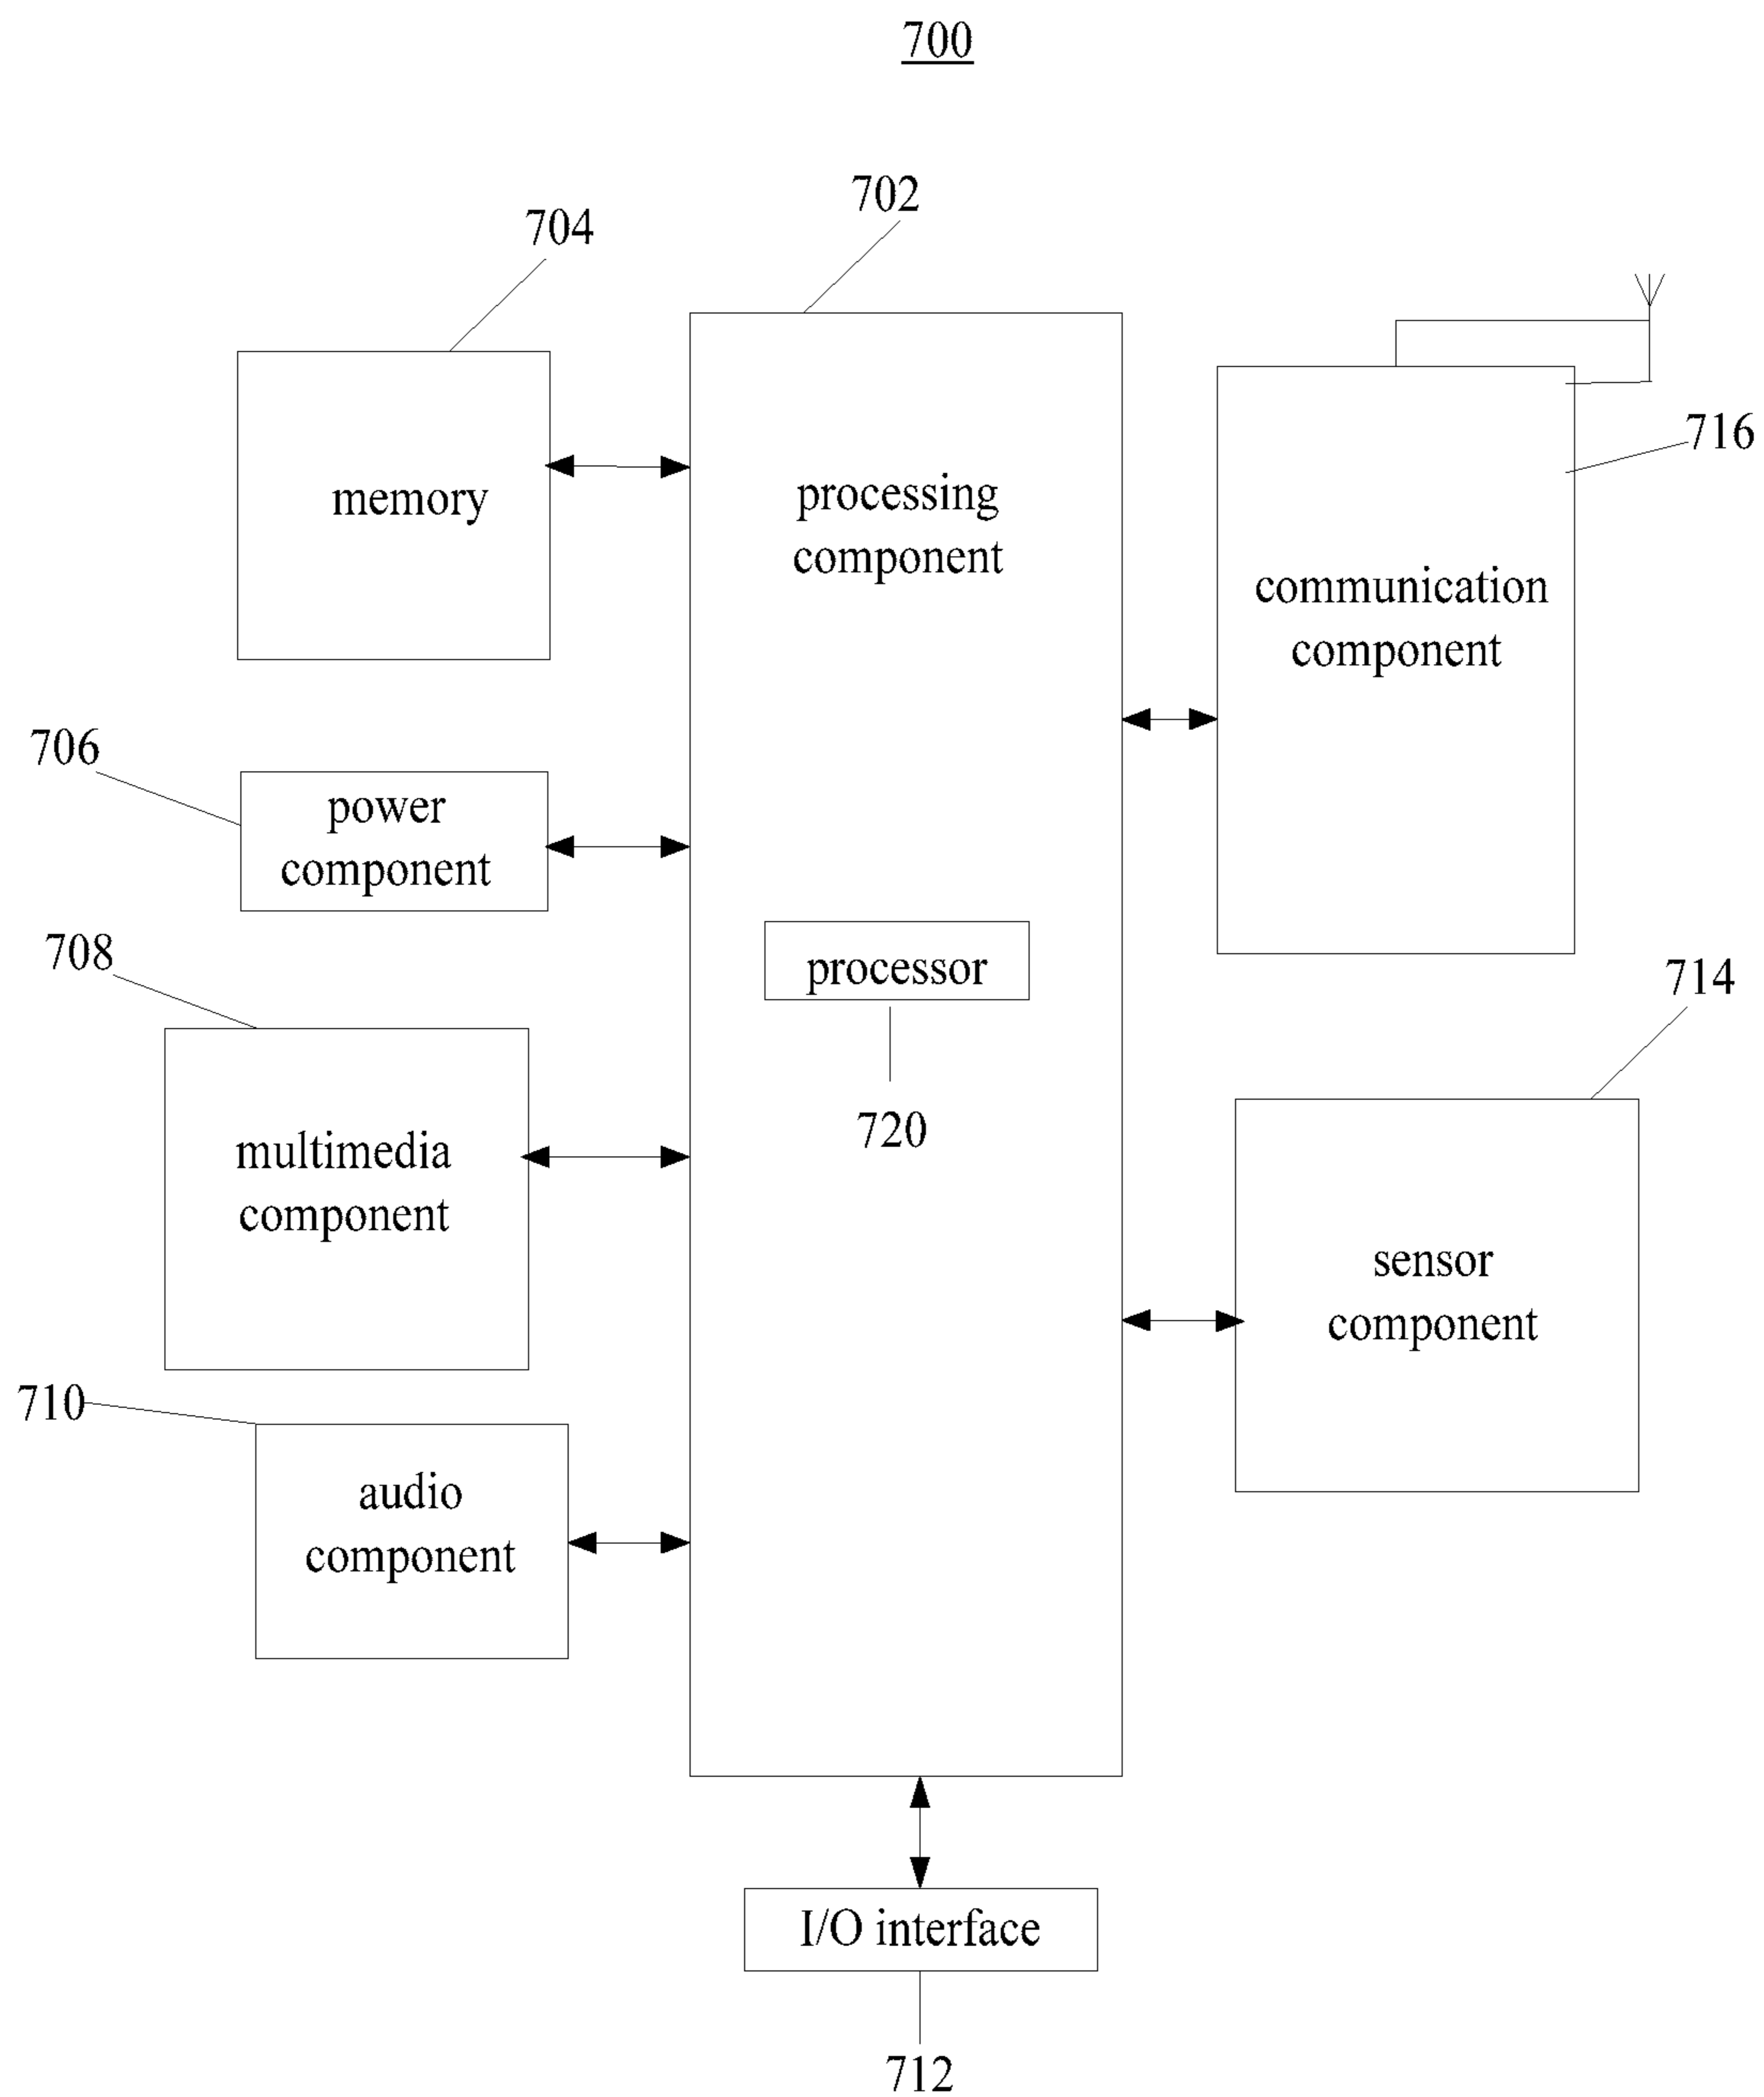 700
702
704
memory
processing
component
716
communication
component
706
power
component
708
processor
714
720
multimedia
component
sensor
component
710
audio
component
I/O interface
712